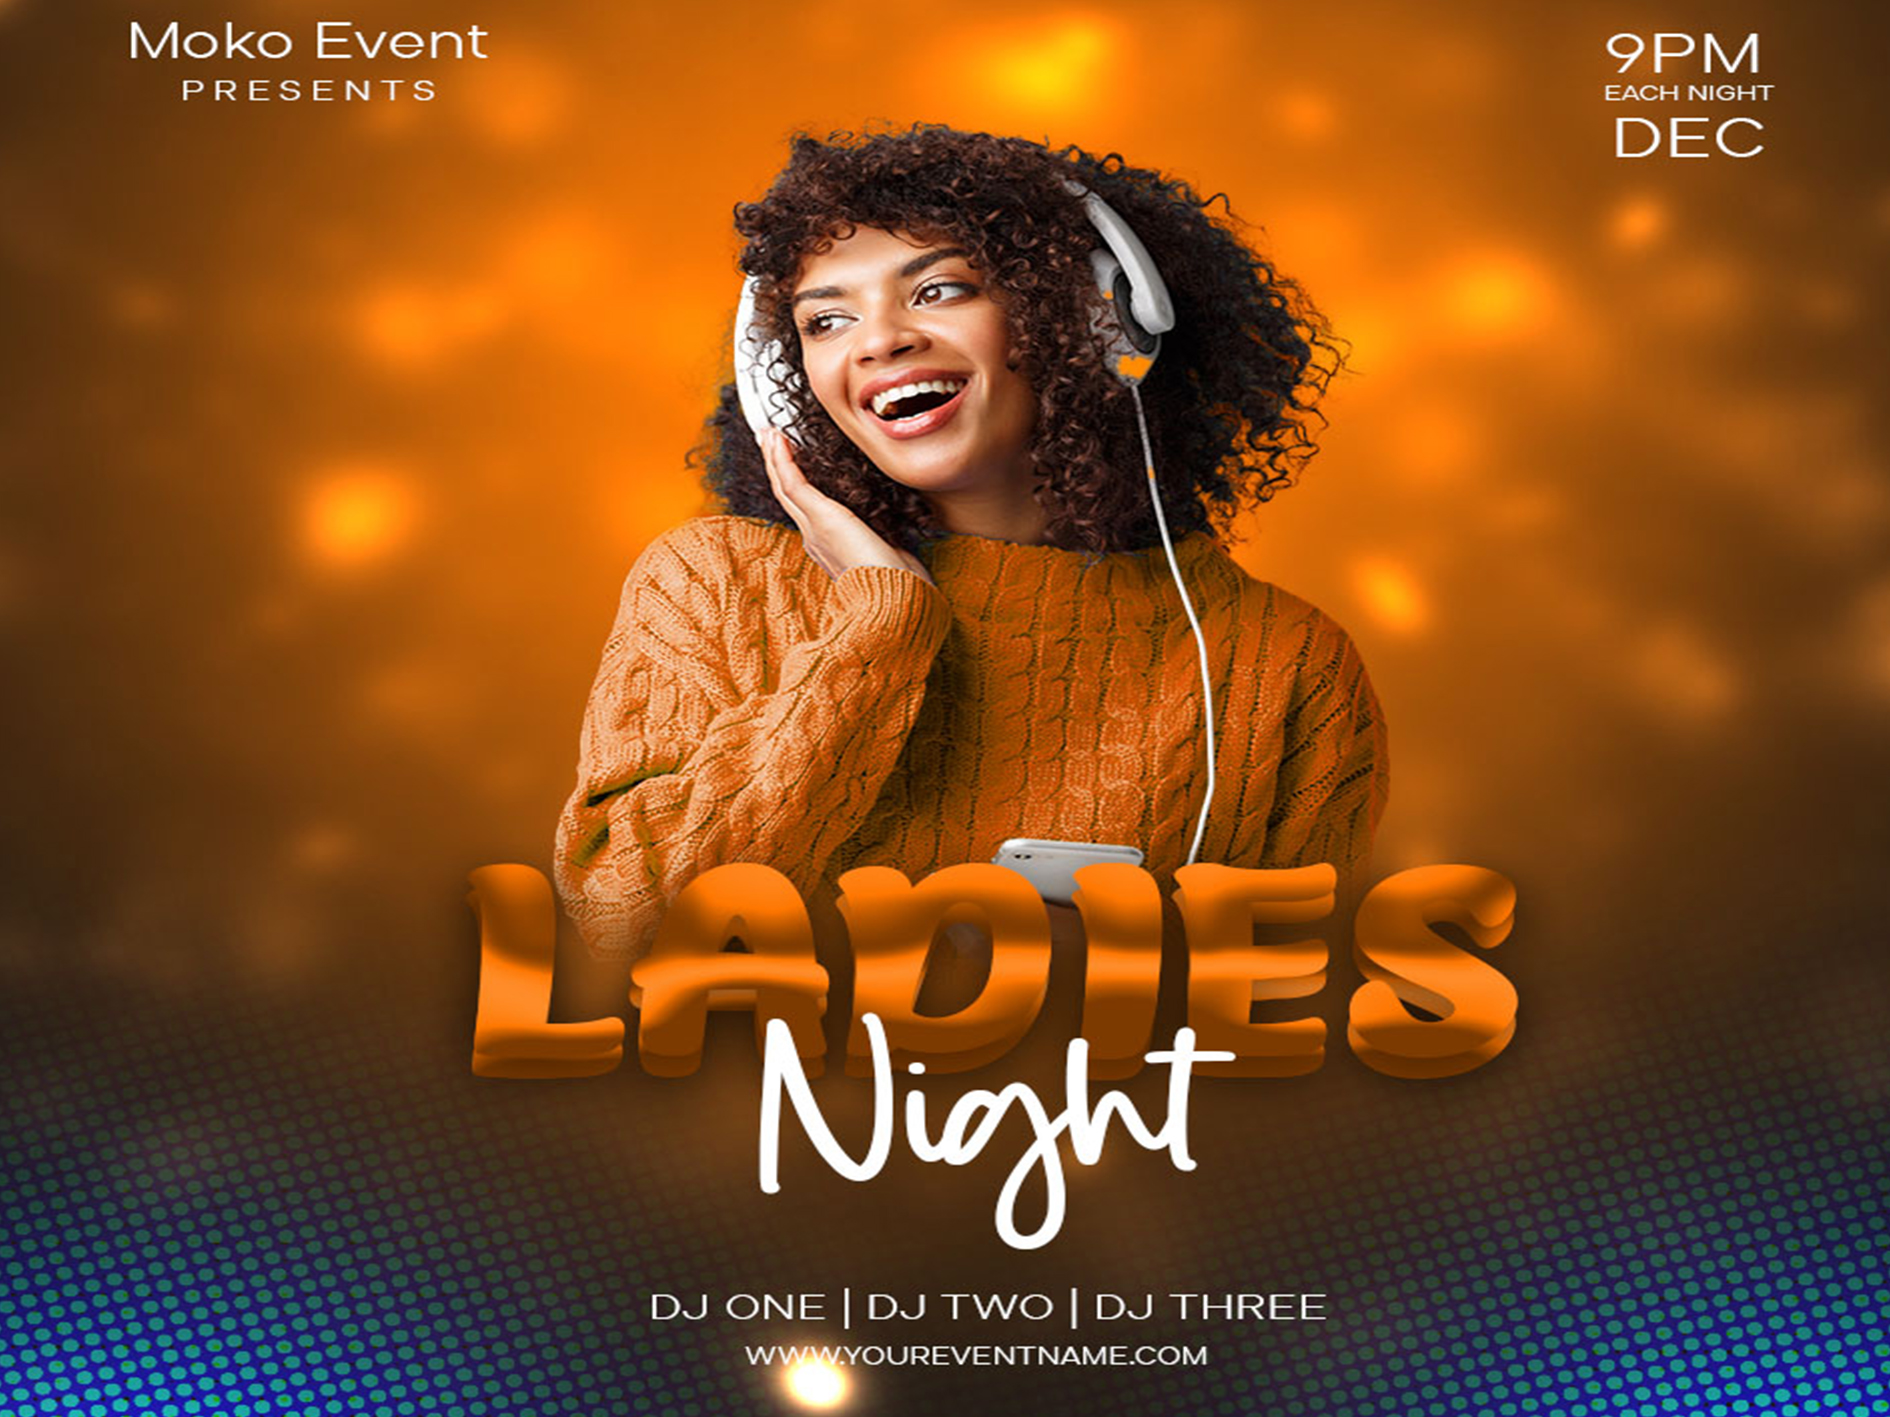 Moko Event
PRESENTS
9PM
EACH NIGHT
DEC
LADIES
Night
DJ ONE | DJ TWO | DJ THREE
WWW.YOUREVENTNAME.COM